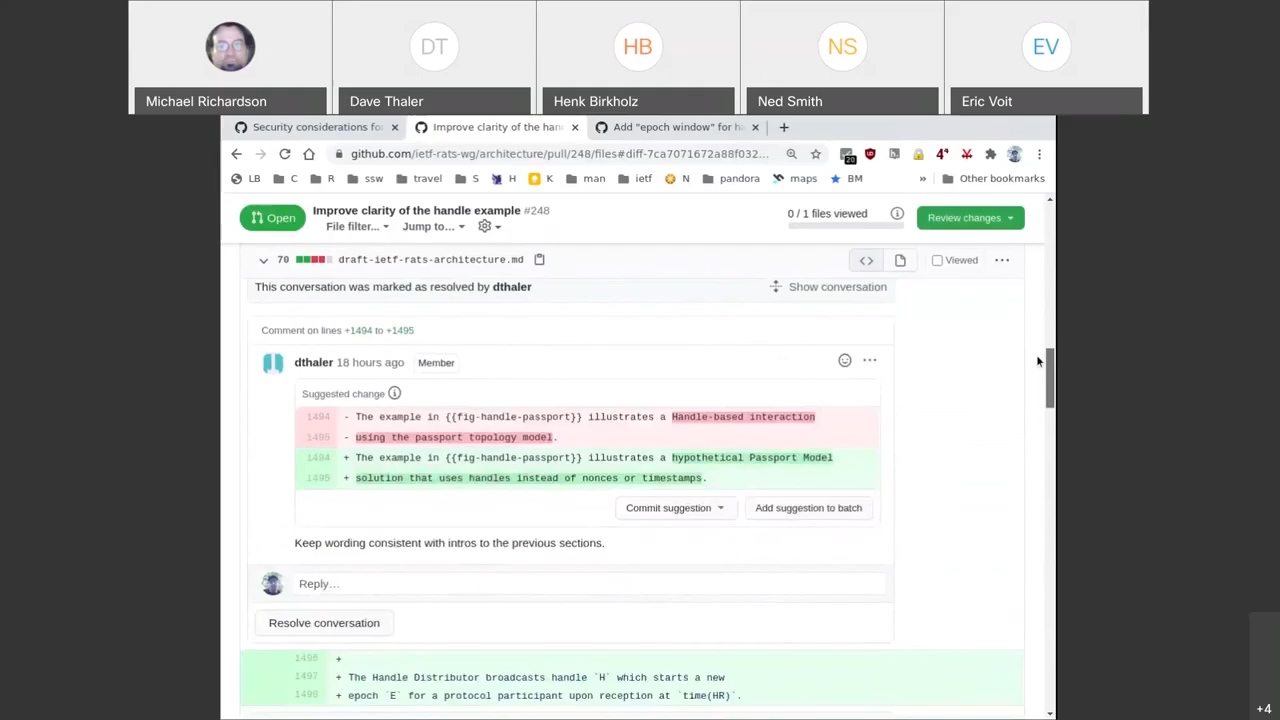 DT
HB
NS
EV
Michael Richardson
Dave Thaler
Henk Birkholz
Ned Smith
Eric Voit
Security considerations for
Improve clarity of the han
Add "epoch window" for ha
github.com/ietf-rats-wg/architecture/pull/248/files#diff-7ca7071672a88f032...
20
LB
C
R
ssw
travel
S
H
K
man
ietf
N
pandora
maps
BM
»
Other bookmarks
Open
Improve clarity of the handle example #248
File filter...
Jump to...
0 / 1 files viewed
Review changes
70 draft-ietf-rats-architecture.md
Viewed
This conversation was marked as resolved by dthaler
Show conversation
Comment on lines +1494 to +1495
dthaler 18 hours ago Member
Suggested change
1494 - The example in {{fig-handle-passport}} illustrates a Handle-based interaction
1495 - using the passport topology model.
1494 + The example in {{fig-handle-passport}} illustrates a hypothetical Passport Model
1495 + solution that uses handles instead of nonces or timestamps.
Commit suggestion
Add suggestion to batch
Keep wording consistent with intros to the previous sections.
Reply...
Resolve conversation
1496 +
1497 + The Handle Distributor broadcasts handle `H` which starts a new
1498 + epoch `E` for a protocol participant upon reception at `time(HR)`.
+4